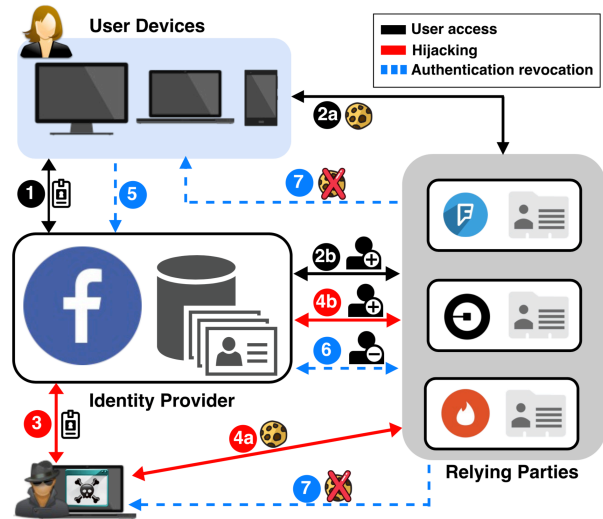 User Devices
User access
Hijacking
Authentication revocation
2a
1
5
7
2b
4b
6
Identity Provider
3
4a
7
Relying Parties